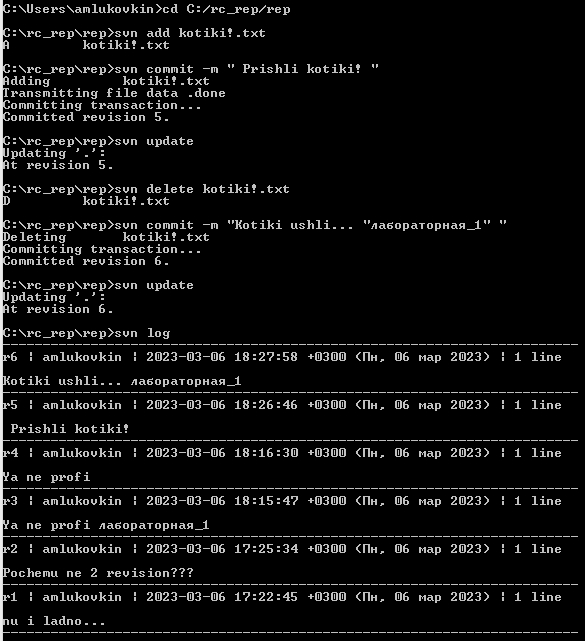 C:\Users\amlukovkin>cd C:/rc_rep/rep
C:\rc_rep\rep>svn add kotiki!.txt
A         kotiki!.txt
C:\rc_rep\rep>svn commit -m " Prishli kotiki! "
Adding         kotiki!.txt
Transmitting file data .done
Committing transaction...
Committed revision 5.
C:\rc_rep\rep>svn update
Updating '.':
At revision 5.
C:\rc_rep\rep>svn delete kotiki!.txt
D         kotiki!.txt
C:\rc_rep\rep>svn commit -m "Kotiki ushli... "лабораторная_1" "
Deleting       kotiki!.txt
Committing transaction...
Committed revision 6.
C:\rc_rep\rep>svn update
Updating '.':
At revision 6.
C:\rc_rep\rep>svn log
------------------------------------------------------------------------
r6 | amlukovkin | 2023-03-06 18:27:58 +0300 (Пн, 06 мар 2023) | 1 line
Kotiki ushli... лабораторная_1
------------------------------------------------------------------------
r5 | amlukovkin | 2023-03-06 18:26:46 +0300 (Пн, 06 мар 2023) | 1 line
 Prishli kotiki!
------------------------------------------------------------------------
r4 | amlukovkin | 2023-03-06 18:16:30 +0300 (Пн, 06 мар 2023) | 1 line
Ya ne profi
------------------------------------------------------------------------
r3 | amlukovkin | 2023-03-06 18:15:47 +0300 (Пн, 06 мар 2023) | 1 line
Ya ne profi лабораторная_1
------------------------------------------------------------------------
r2 | amlukovkin | 2023-03-06 17:25:34 +0300 (Пн, 06 мар 2023) | 1 line
Pochemu ne 2 revision???
------------------------------------------------------------------------
r1 | amlukovkin | 2023-03-06 17:22:45 +0300 (Пн, 06 мар 2023) | 1 line
nu i ladno...
------------------------------------------------------------------------